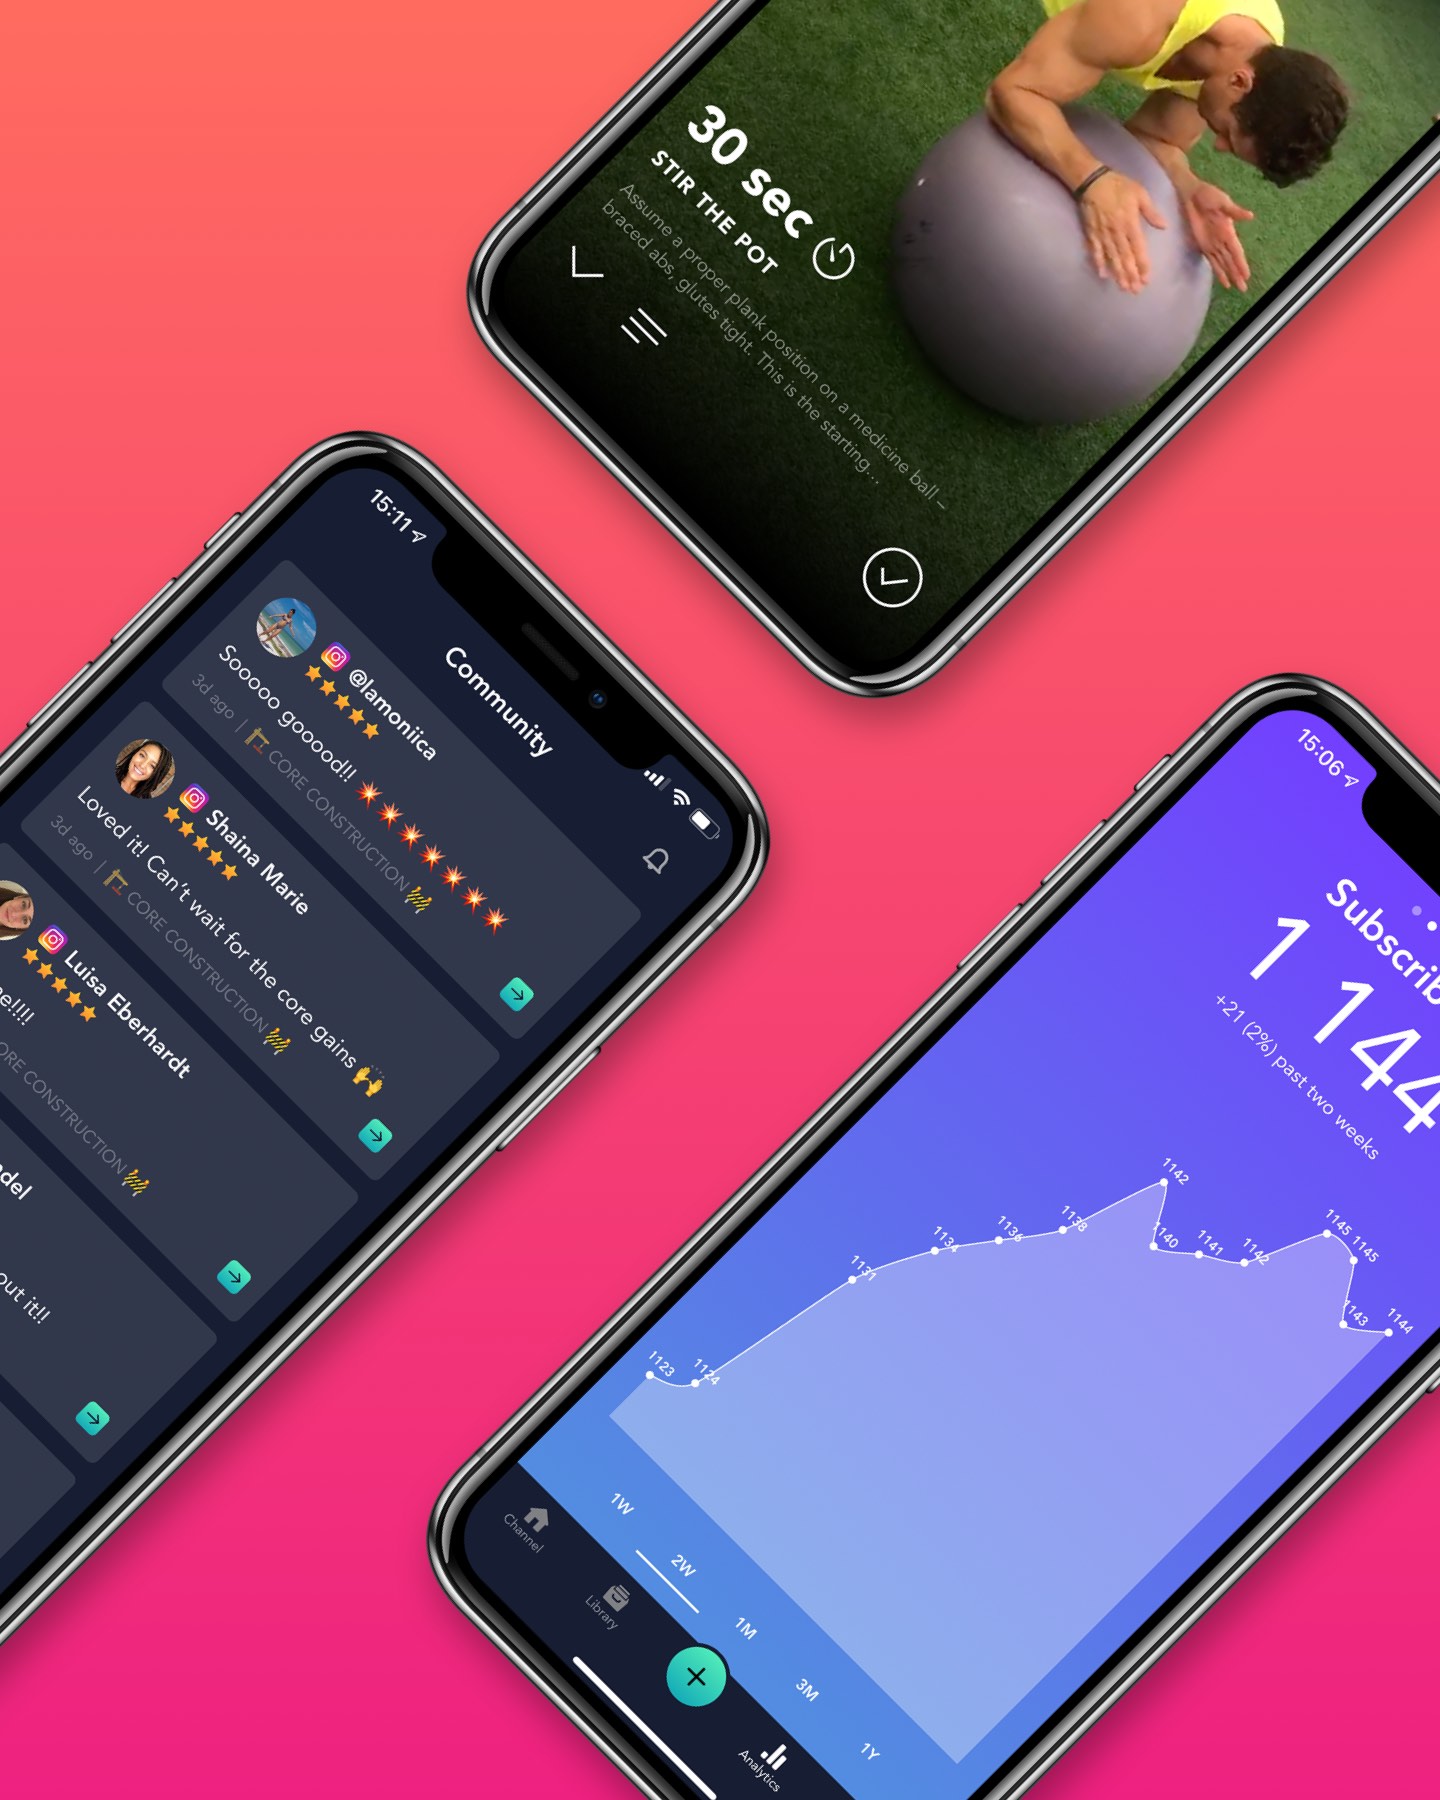 30 sec
STIR THE POT
Assume a proper plank position on a medicine ball –
braced abs, glutes tight. This is the starting...
15:11
Community
@lamoniica
Sooooo gooood!! 💥💥💥💥💥💥💥
3d ago | 🏗 CORE CONSTRUCTION 🚧
Shaina Marie
Loved it! Can't wait for the core gains 🙌
3d ago | 🏗 CORE CONSTRUCTION 🚧
Luisa Eberhardt
e!!!!
ORE CONSTRUCTION 🚧
del
out it!!
15:06
Subscrib
1 144
+21 (2%) past two weeks
1123
1124
1131
1134
1136
1138
1142
1140
1141
1142
1145
1145
1143
1144
1W
2W
1M
3M
1Y
Channel
Library
Analytics